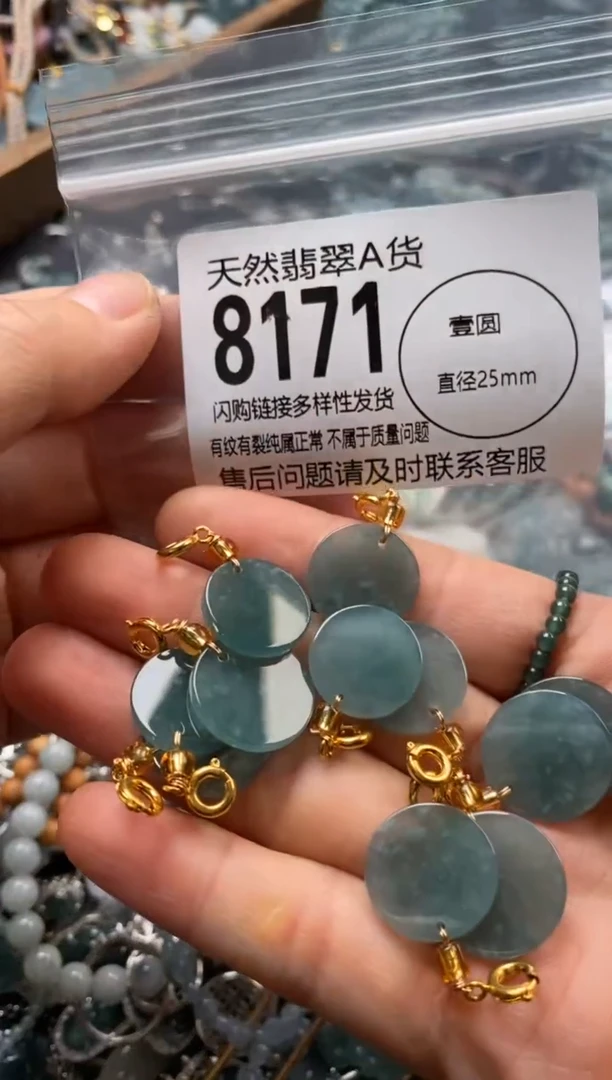 天然翡翠A货
8171
壹圆
直径25mm
闪购链接多样性发货
有纹有裂纯属正常 不属于质量问题
售后问题请及时联系客服